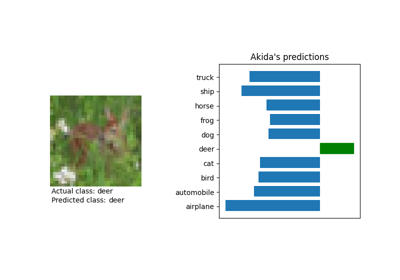 Akida's predictions
truck
ship
horse
frog
dog
deer
cat
bird
automobile
airplane
Actual class: deer
Predicted class: deer